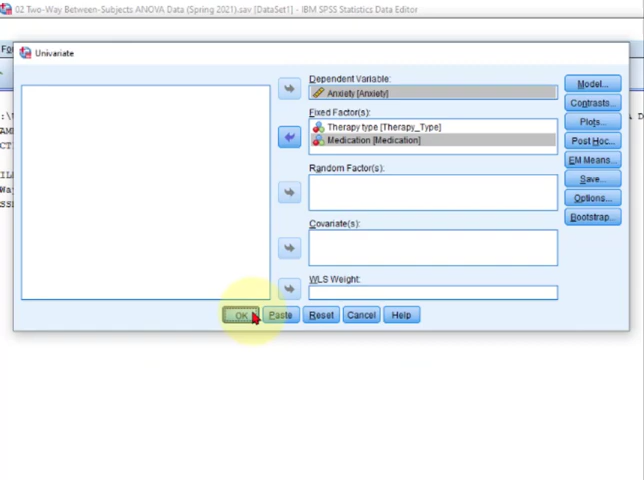 02 Two-Way Between-Subjects ANOVA Data (Spring 2021).sav [DataSet1] - IBM SPSS Statistics Data Editor
Univariate
Dependent Variable:
Anxiety [Anxiety]
Fixed Factor(s):
Therapy type [Therapy_Type]
Medication [Medication]
Random Factor(s):
Covariate(s):
WLS Weight:
Model...
Contrasts...
Plots...
Post Hoc...
EM Means...
Save...
Options...
Bootstrap...
OK
Paste
Reset
Cancel
Help